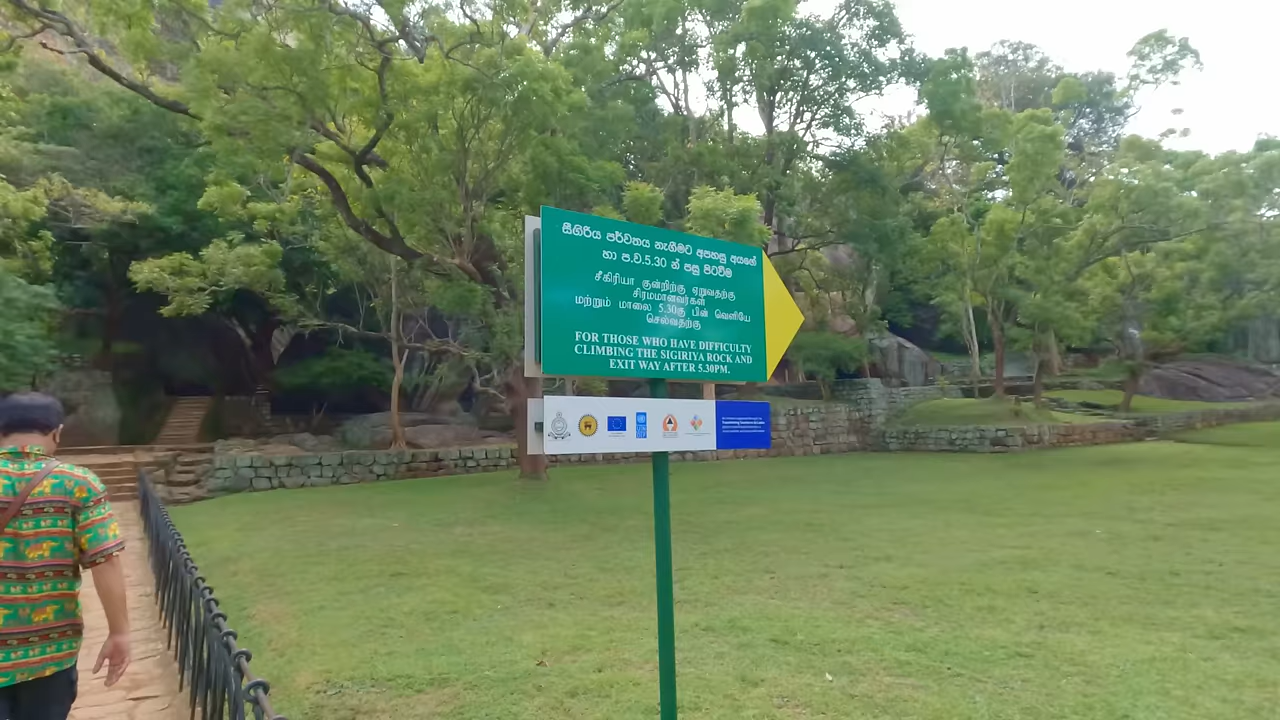 සීගිරිය පර්වතය නැගීමට අපහසු අයගේ
හා ප.ව.5.30 න් පසු පිටවීම
சீகிரியா குன்றிற்கு ஏறுவதற்கு
சிரமமானவர்கள்
மற்றும் மாலை 5.30கு பின் வெளியே
செல்வதற்கு
FOR THOSE WHO HAVE DIFFICULTY
CLIMBING THE SIGIRIYA ROCK AND
EXIT WAY AFTER 5.30PM.